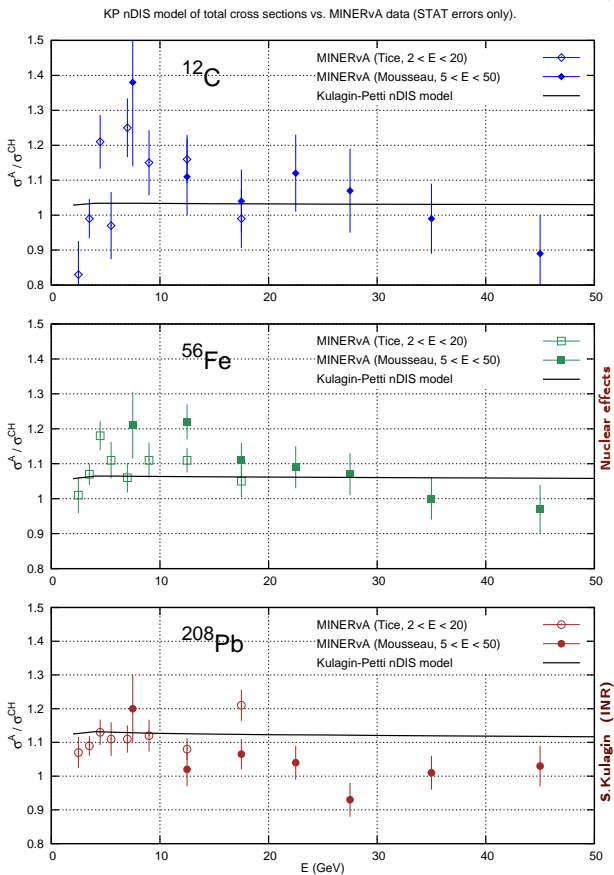 KP nDIS model of total cross sections vs. MINERvA data (STAT errors only).
1.5
1.4
1.3
1.2
1.1
1
0.9
0.8
σ^A / σ^CH
12C
MINERvA (Tice, 2 < E < 20)
MINERvA (Mousseau, 5 < E < 50)
Kulagin-Petti nDIS model
0
10
20
30
40
50
1.5
1.4
1.3
1.2
1.1
1
0.9
0.8
σ^A / σ^CH
56Fe
MINERvA (Tice, 2 < E < 20)
MINERvA (Mousseau, 5 < E < 50)
Kulagin-Petti nDIS model
0
10
20
30
40
50
Nuclear effects
1.5
1.4
1.3
1.2
1.1
1
0.9
0.8
σ^A / σ^CH
208Pb
MINERvA (Tice, 2 < E < 20)
MINERvA (Mousseau, 5 < E < 50)
Kulagin-Petti nDIS model
0
10
20
30
40
50
E (GeV)
S.Kulagin (INR)